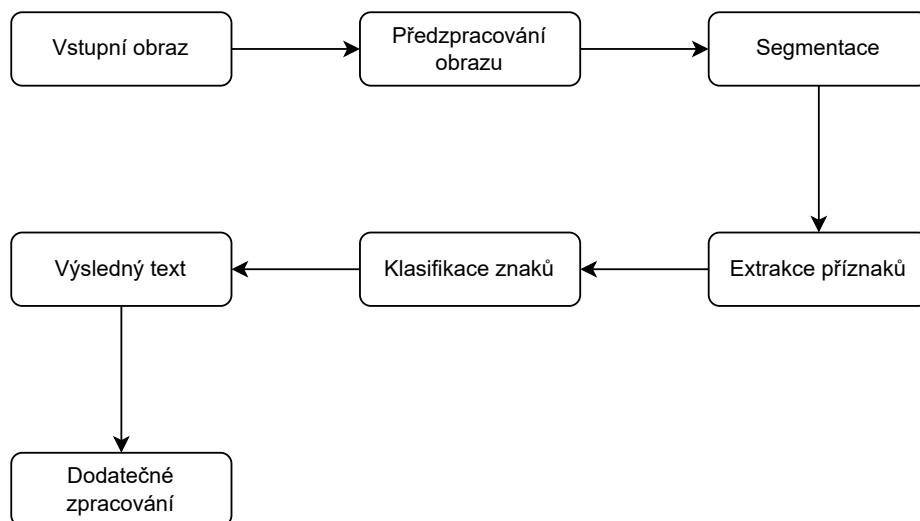 Vstupní obraz
Předzpracování
obrazu
Segmentace
Extrakce příznaků
Klasifikace znaků
Výsledný text
Dodatečné
zpracování